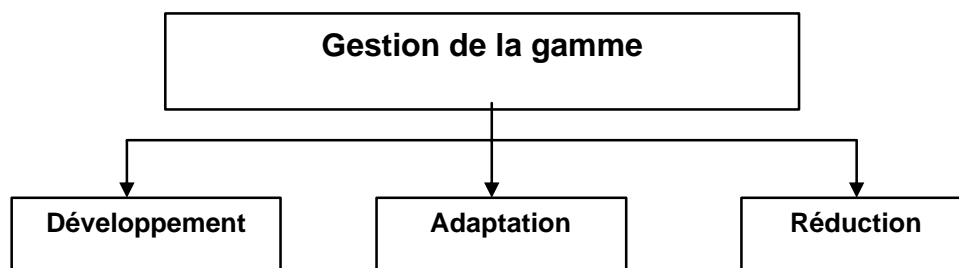 Gestion de la gamme
Développement
Adaptation
Réduction